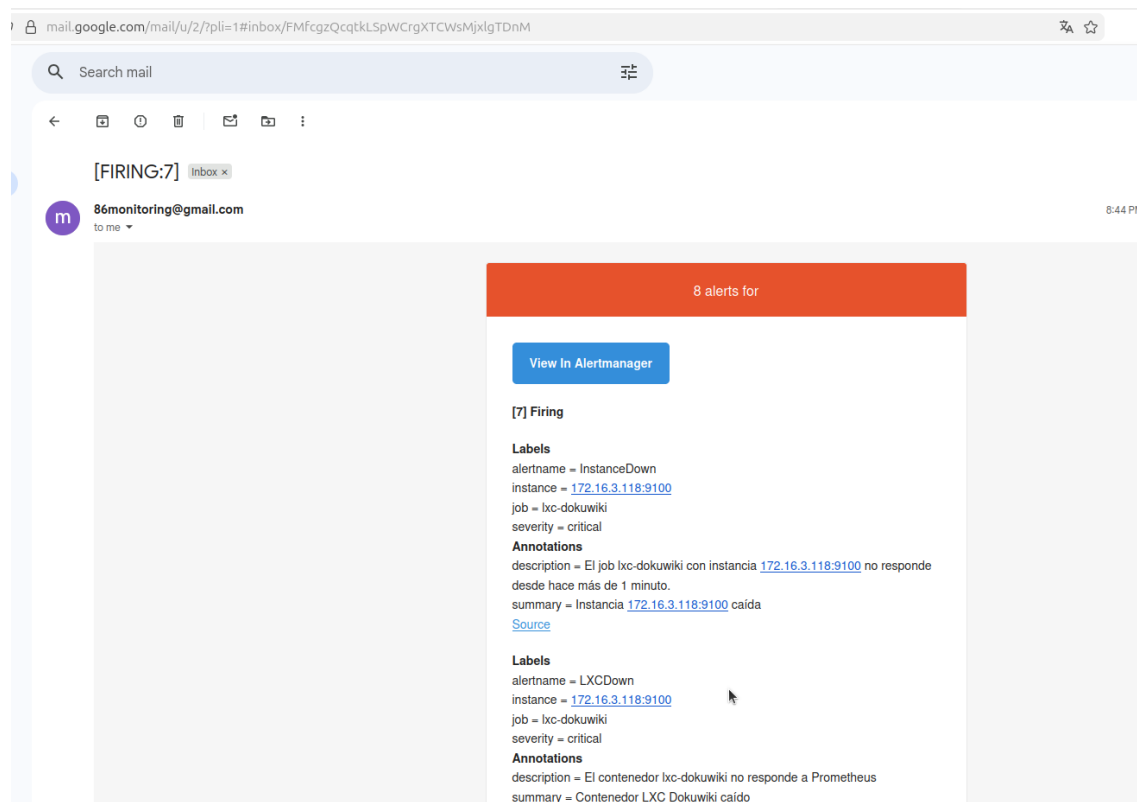 mail.google.com/mail/u/2/?pli=1#inbox/FMfcgzQcqtkLSpWCrgXTCWsMjxlgTDnM
Search mail
[FIRING:7] Inbox ×
m
86monitoring@gmail.com
8:44 PM
to me
8 alerts for
View In Alertmanager
[7] Firing
Labels
alertname = InstanceDown
instance = 172.16.3.118:9100
job = lxc-dokuwiki
severity = critical
Annotations
description = El job lxc-dokuwiki con instancia 172.16.3.118:9100 no responde
desde hace más de 1 minuto.
summary = Instancia 172.16.3.118:9100 caída
Source
Labels
alertname = LXCDown
instance = 172.16.3.118:9100
job = lxc-dokuwiki
severity = critical
Annotations
description = El contenedor lxc-dokuwiki no responde a Prometheus
summary = Contenedor LXC Dokuwiki caído